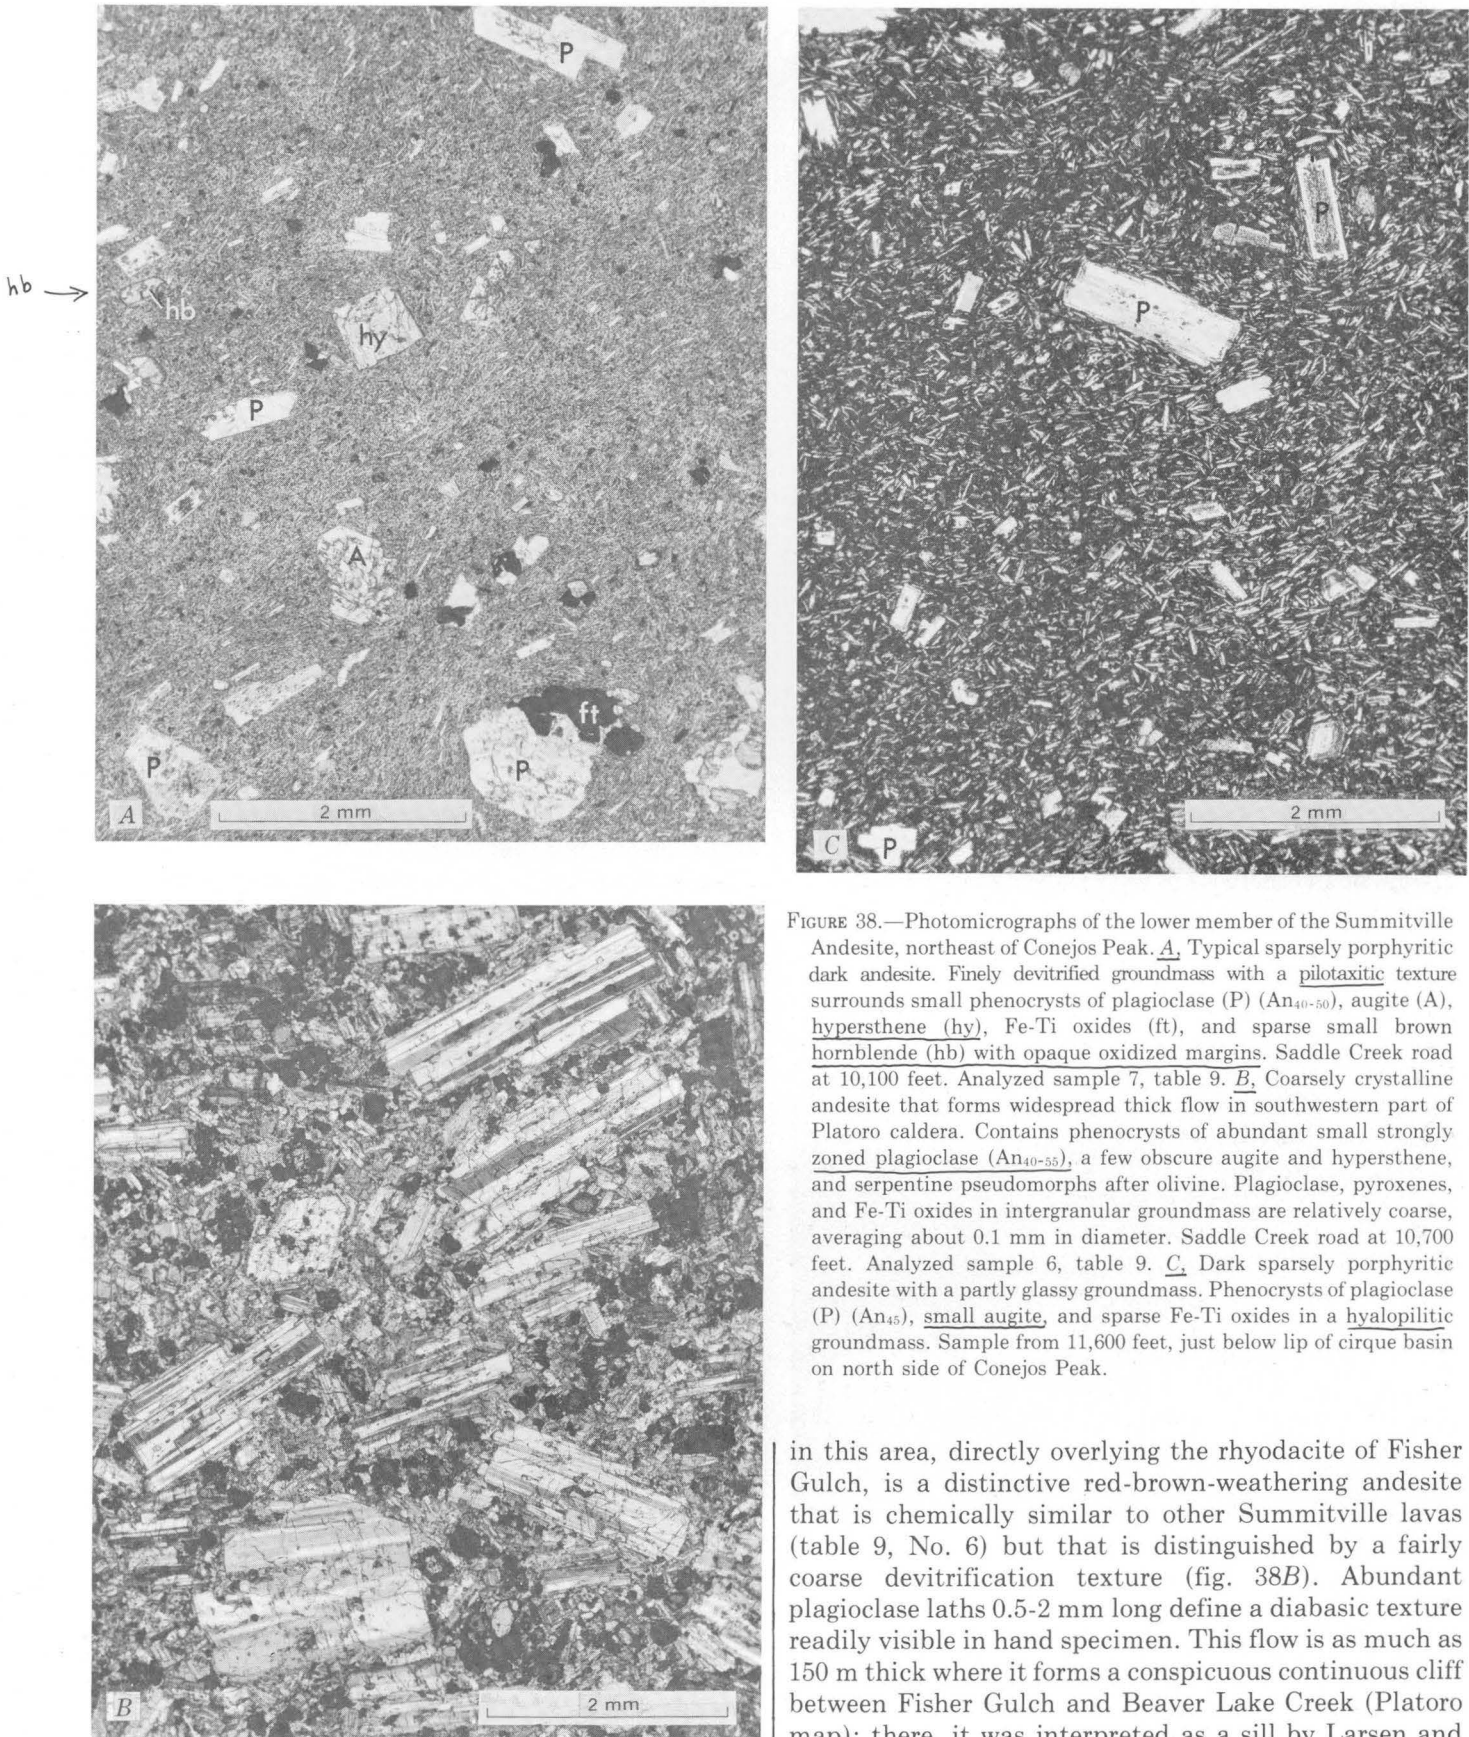 P
hb
hb
hy
P
A
ft
P
P
A
2 mm
P
P
C
P
2 mm
B
2 mm
FIGURE 38.—Photomicrographs of the lower member of the Summitville
Andesite, northeast of Conejos Peak. A, Typical sparsely porphyritic
dark andesite. Finely devitrified groundmass with a pilotaxitic texture
surrounds small phenocrysts of plagioclase (P) (An₄₀₋₅₀), augite (A),
hypersthene (hy), Fe-Ti oxides (ft), and sparse small brown
hornblende (hb) with opaque oxidized margins. Saddle Creek road
at 10,100 feet. Analyzed sample 7, table 9. B, Coarsely crystalline
andesite that forms widespread thick flow in southwestern part of
Platoro caldera. Contains phenocrysts of abundant small strongly
zoned plagioclase (An₄₀₋₅₅), a few obscure augite and hypersthene,
and serpentine pseudomorphs after olivine. Plagioclase, pyroxenes,
and Fe-Ti oxides in intergranular groundmass are relatively coarse,
averaging about 0.1 mm in diameter. Saddle Creek road at 10,700
feet. Analyzed sample 6, table 9. C, Dark sparsely porphyritic
andesite with a partly glassy groundmass. Phenocrysts of plagioclase
(P) (An₄₅), small augite, and sparse Fe-Ti oxides in a hyalopilitic
groundmass. Sample from 11,600 feet, just below lip of cirque basin
on north side of Conejos Peak.
in this area, directly overlying the rhyodacite of Fisher
Gulch, is a distinctive red-brown-weathering andesite
that is chemically similar to other Summitville lavas
(table 9, No. 6) but that is distinguished by a fairly
coarse devitrification texture (fig. 38B). Abundant
plagioclase laths 0.5-2 mm long define a diabasic texture
readily visible in hand specimen. This flow is as much as
150 m thick where it forms a conspicuous continuous cliff
between Fisher Gulch and Beaver Lake Creek (Platoro
map); there, it was interpreted as a sill by Larsen and